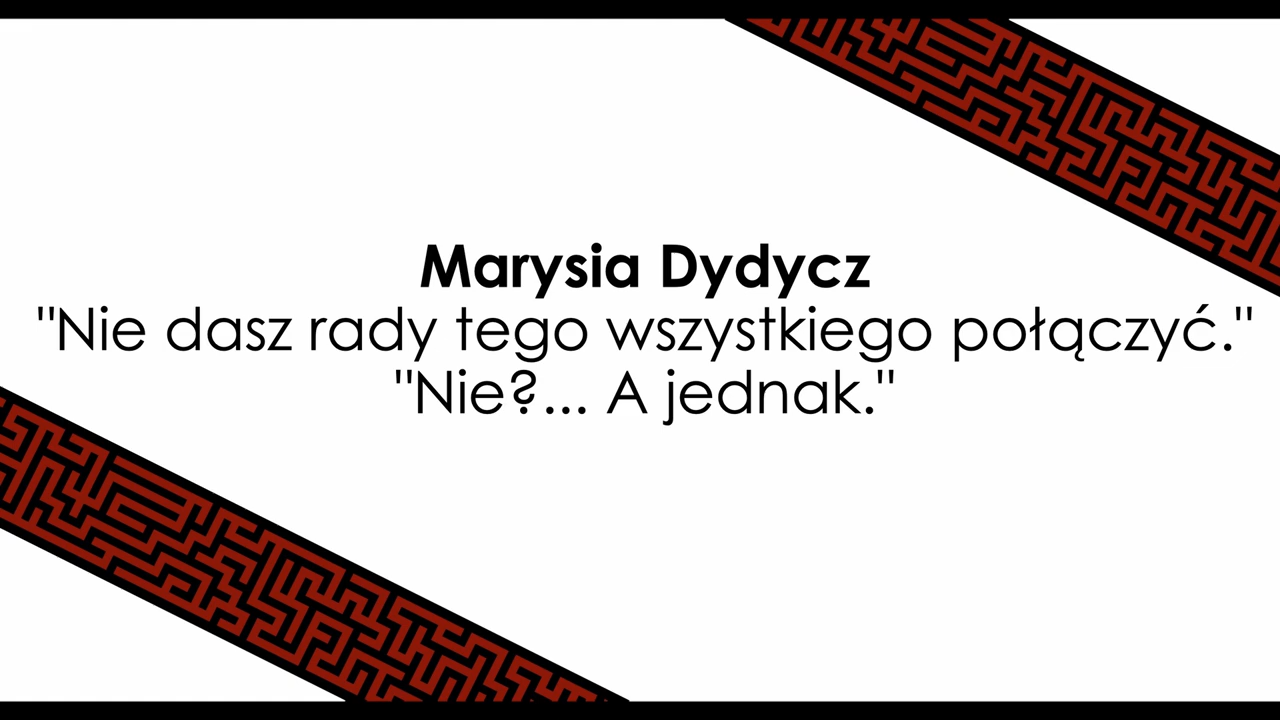 Marysia Dydycz
"Nie dasz rady tego wszystkiego połączyć."
"Nie?... A jednak."